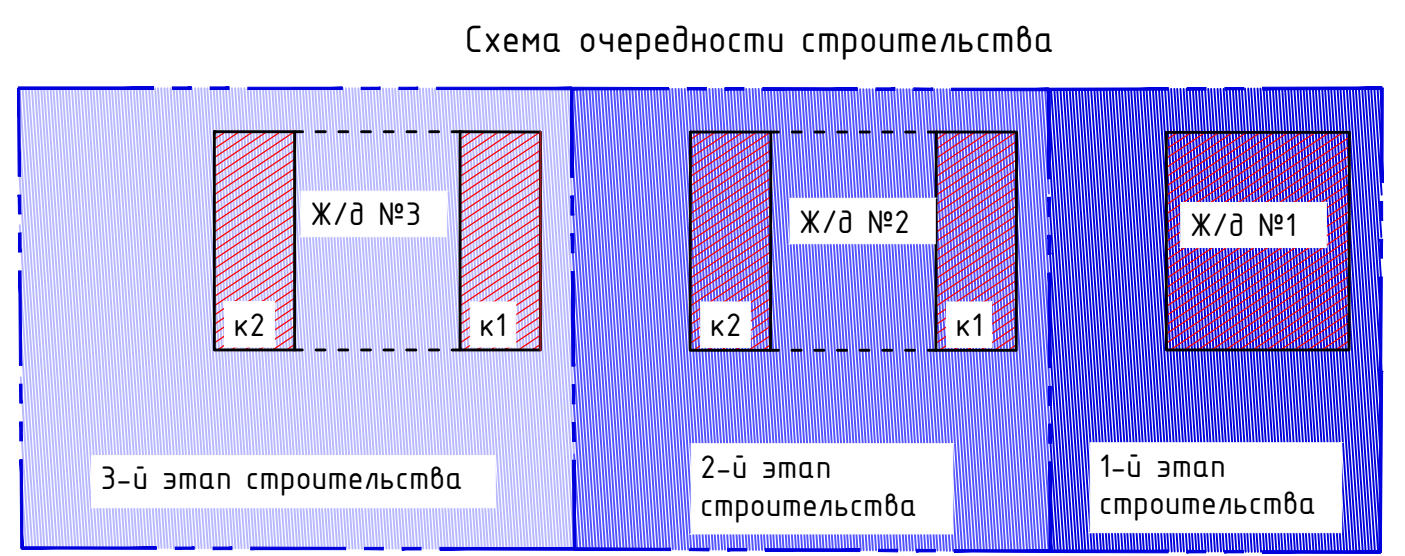 Схема очередности строительства
Ж/д №3
к2
к1
3-й этап строительства
Ж/д №2
к2
к1
2-й этап
строительства
Ж/д №1
1-й этап
строительства